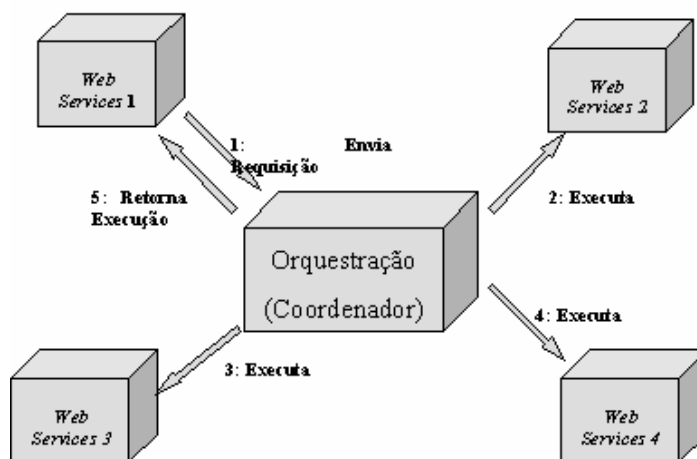 Web
Services 1
Web
Services 2
1: Envia
Requisição
5: Retorna
Execução
2: Executa
Orquestração
(Coordenador)
4: Executa
3: Executa
Web
Services 3
Web
Services 4